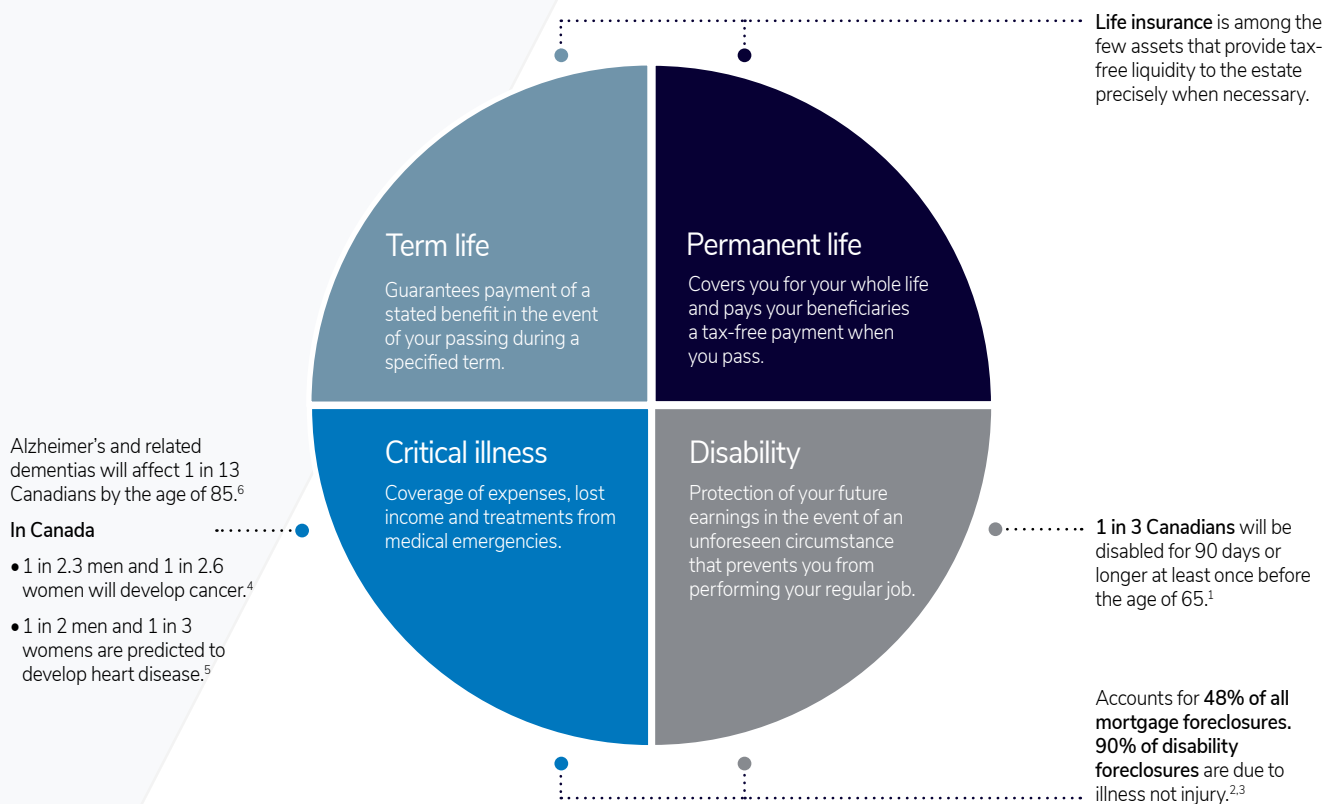 Life insurance is among the
few assets that provide tax-
free liquidity to the estate
precisely when necessary.
Term life
Guarantees payment of a
stated benefit in the event
of your passing during a
specified term.
Permanent life
Covers you for your whole life
and pays your beneficiaries
a tax-free payment when
you pass.
Alzheimer’s and related
dementias will affect 1 in 13
Canadians by the age of 85.⁶
In Canada
• 1 in 2.3 men and 1 in 2.6
women will develop cancer.⁴
• 1 in 2 men and 1 in 3
womens are predicted to
develop heart disease.⁵
Critical illness
Coverage of expenses, lost
income and treatments from
medical emergencies.
Disability
Protection of your future
earnings in the event of an
unforeseen circumstance
that prevents you from
performing your regular job.
1 in 3 Canadians will be
disabled for 90 days or
longer at least once before
the age of 65.¹
Accounts for 48% of all
mortgage foreclosures.
90% of disability
foreclosures are due to
illness not injury.²,³